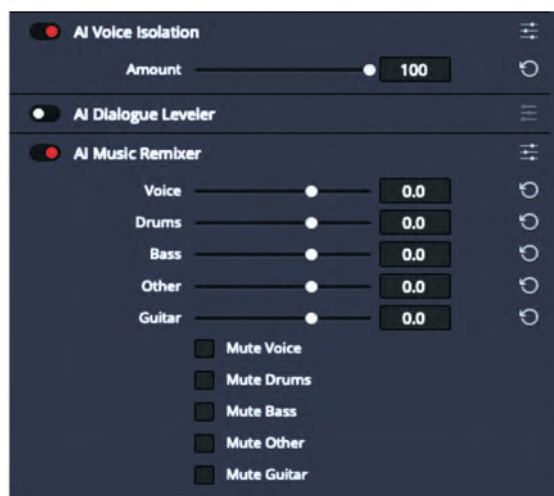 AI Voice Isolation
Amount 100
AI Dialogue Leveler
AI Music Remixer
Voice 0.0
Drums 0.0
Bass 0.0
Other 0.0
Guitar 0.0
Mute Voice
Mute Drums
Mute Bass
Mute Other
Mute Guitar